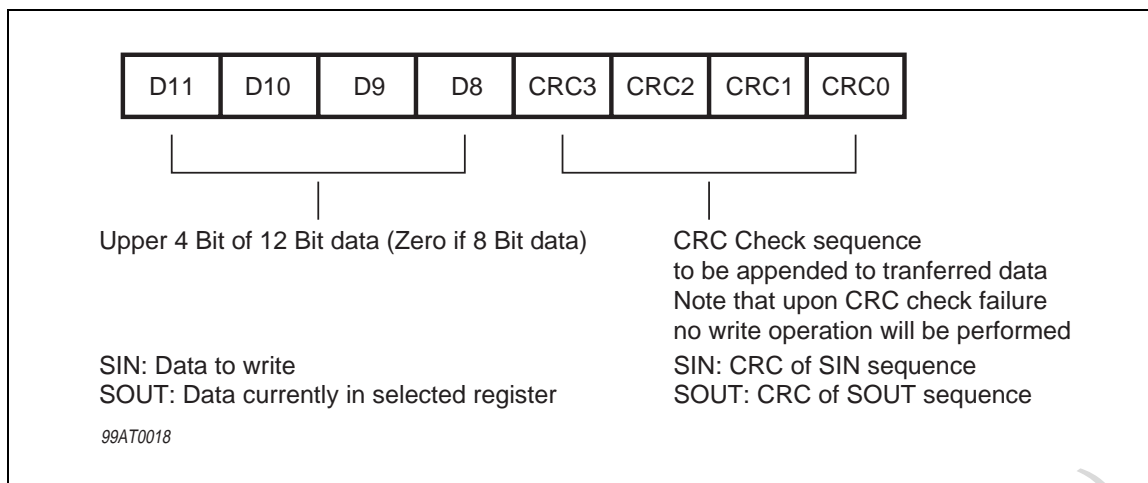 D11 D10 D9 D8 CRC3 CRC2 CRC1 CRC0
Upper 4 Bit of 12 Bit data (Zero if 8 Bit data)
SIN: Data to write
SOUT: Data currently in selected register
CRC Check sequence
to be appended to tranferred data
Note that upon CRC check failure
no write operation will be performed
SIN: CRC of SIN sequence
SOUT: CRC of SOUT sequence
99AT0018